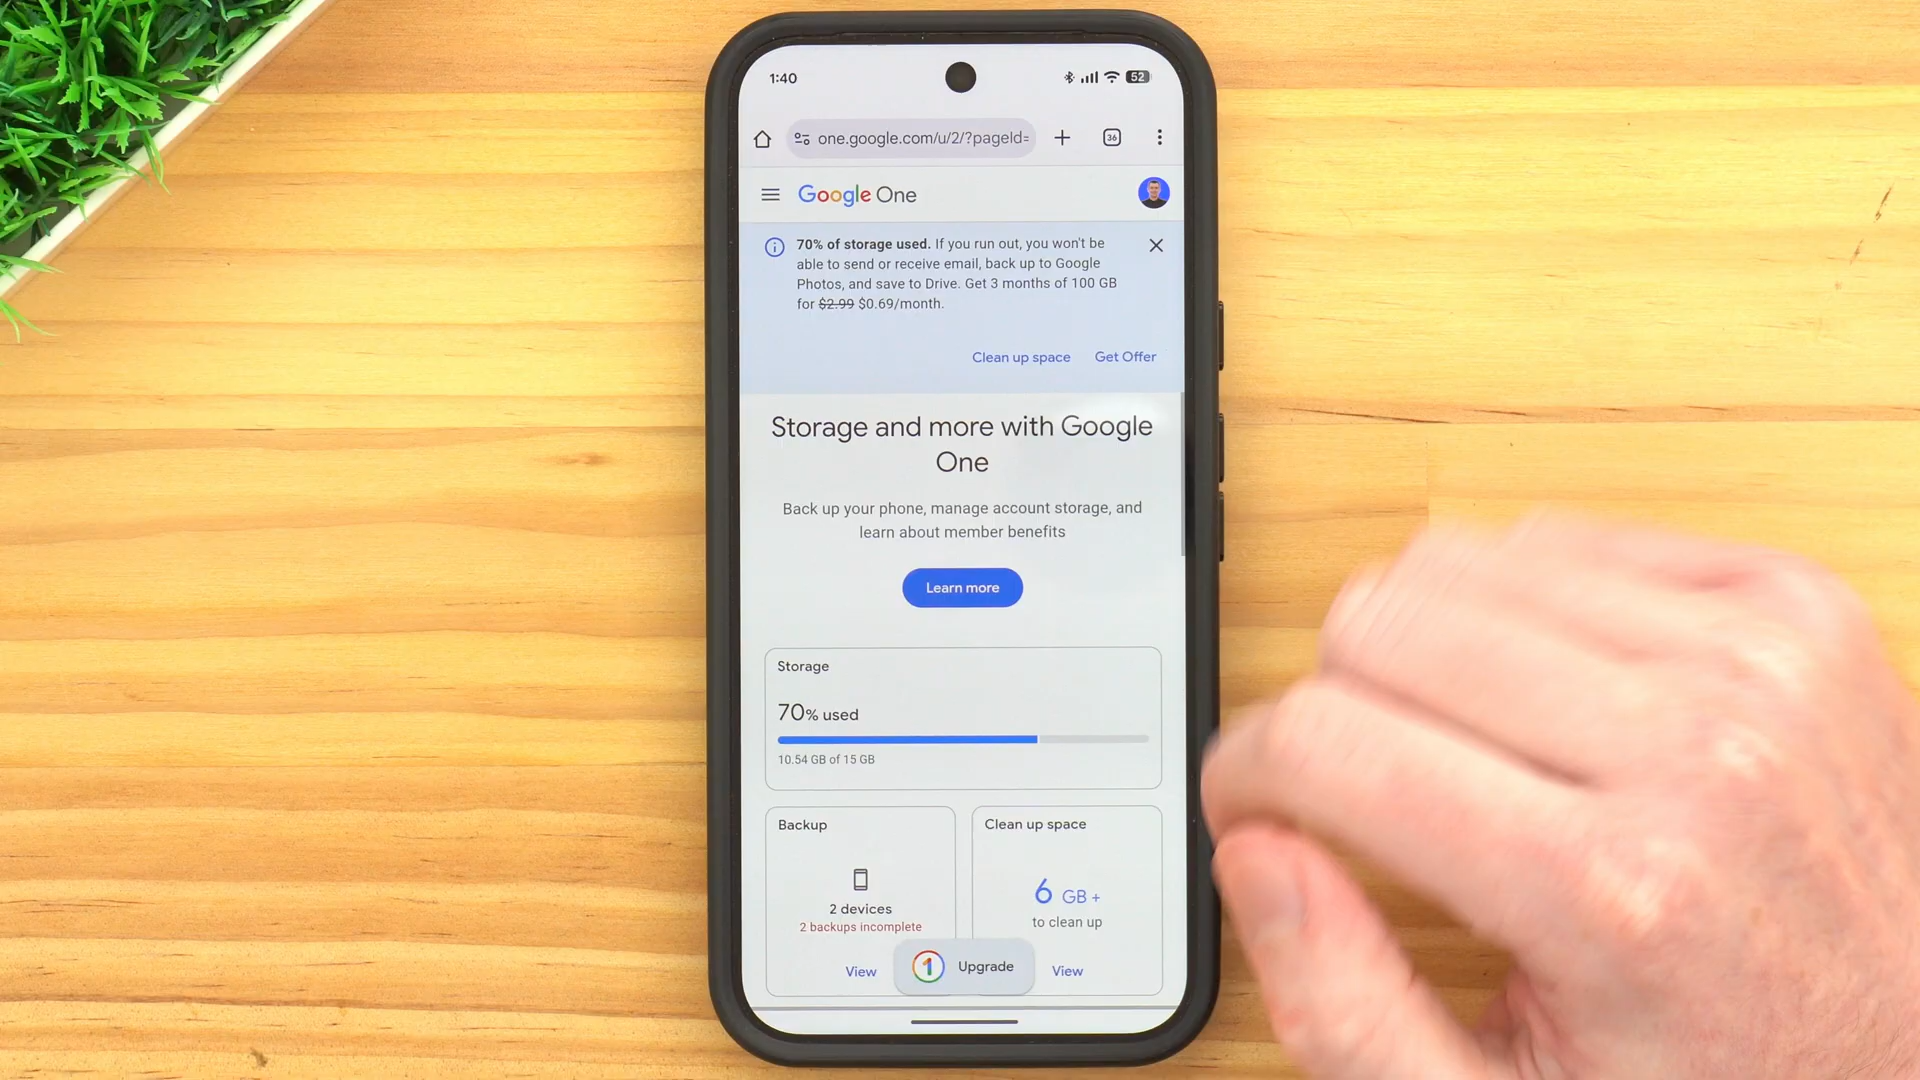 1:40
52
one.google.com/u/2/?pageId=
36
Google One
70% of storage used. If you run out, you won't be
able to send or receive email, back up to Google
Photos, and save to Drive. Get 3 months of 100 GB
for $2.99 $0.69/month.
Clean up space Get Offer
Storage and more with Google
One
Back up your phone, manage account storage, and
learn about member benefits
Learn more
Storage
70% used
10.54 GB of 15 GB
Backup
2 devices
2 backups incomplete
View
Clean up space
6 GB +
to clean up
View
1 Upgrade